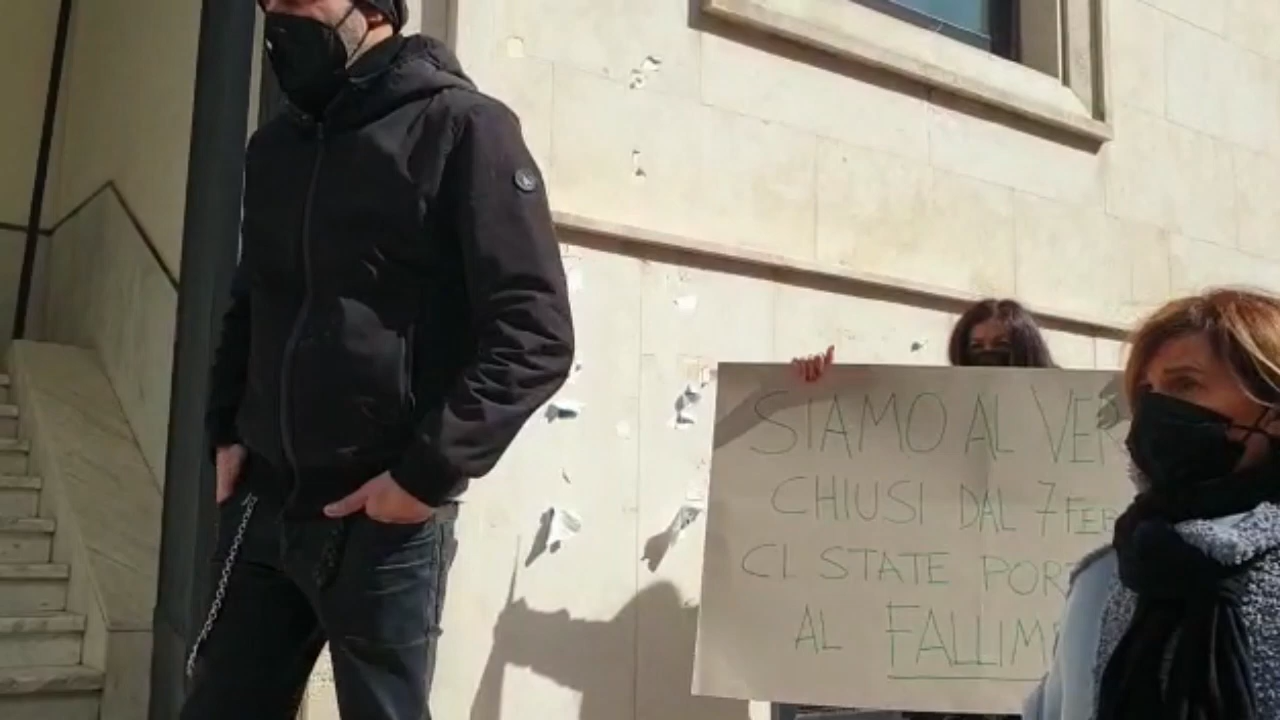 SIAMO AL VER
CHIUSI DAL 7 FEB
CI STATE PORT
AL FALLIM